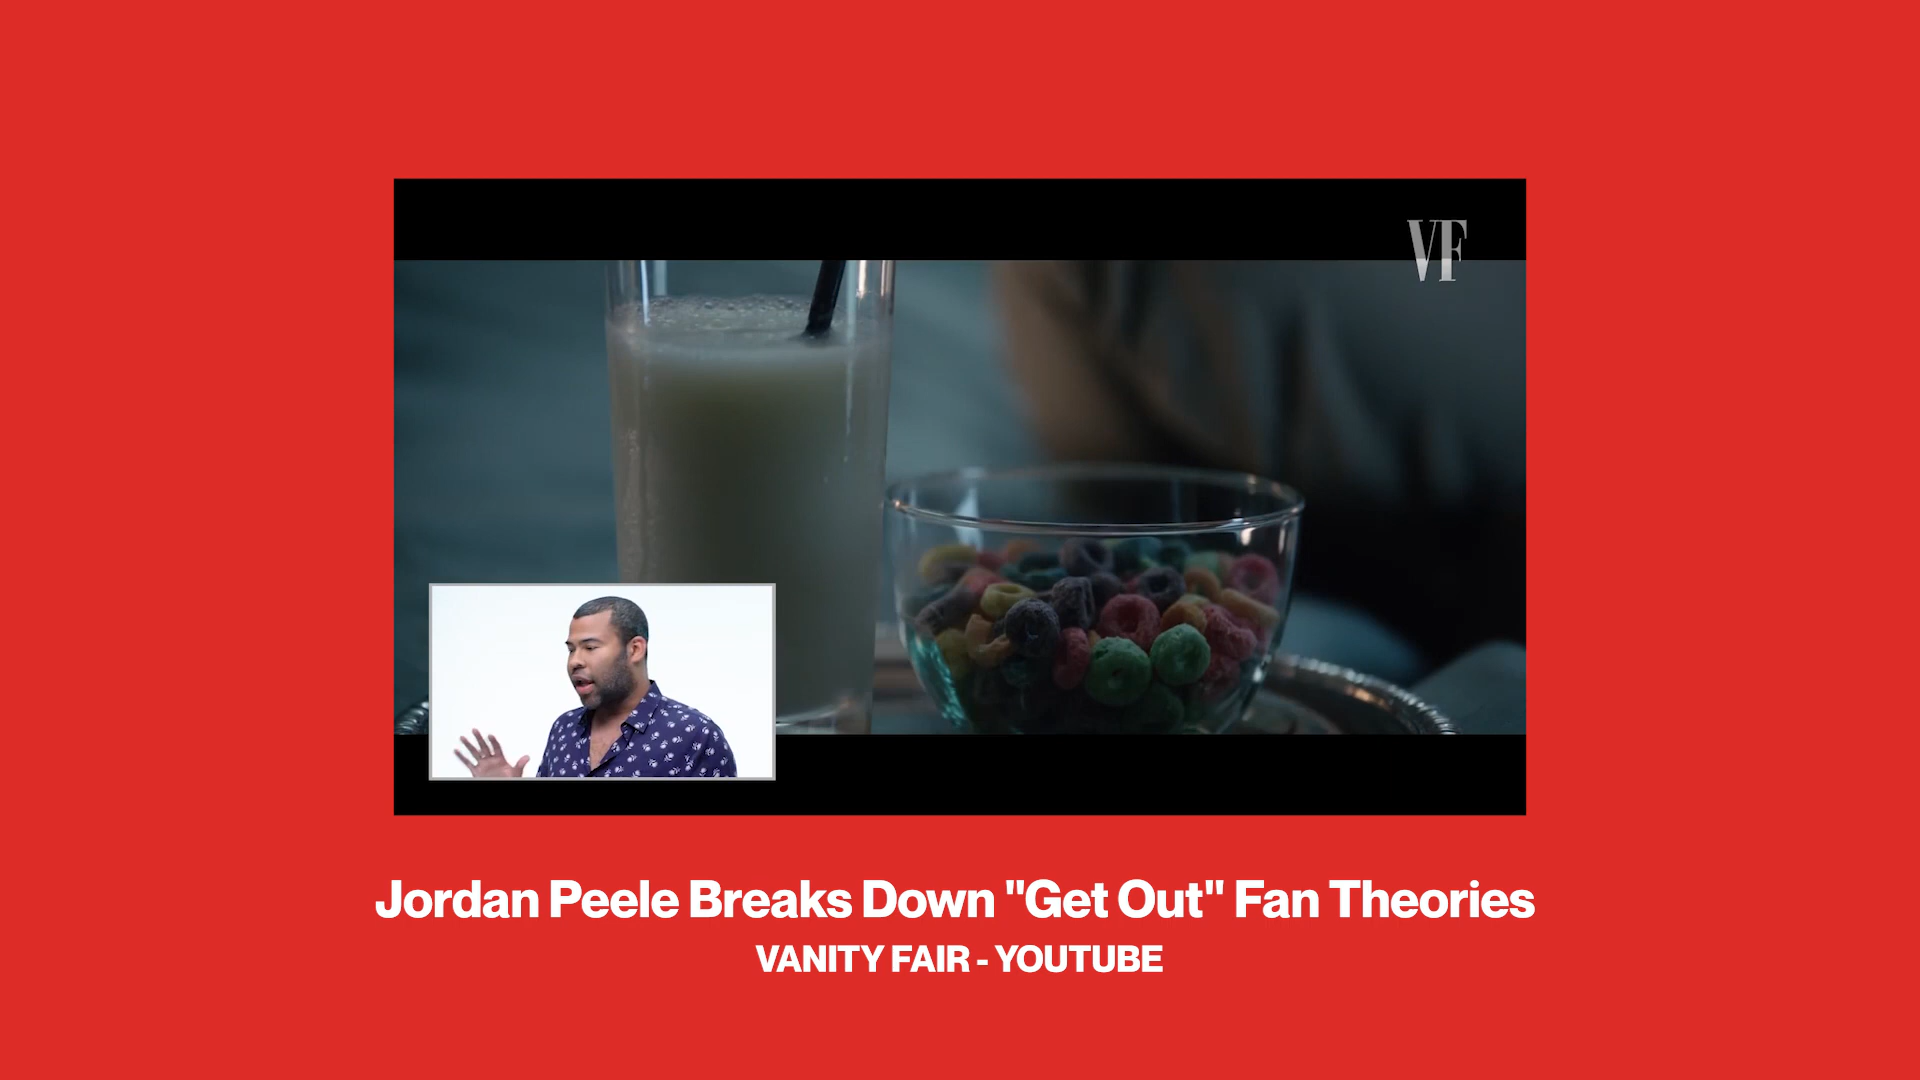 VF
Jordan Peele Breaks Down "Get Out" Fan Theories
VANITY FAIR - YOUTUBE